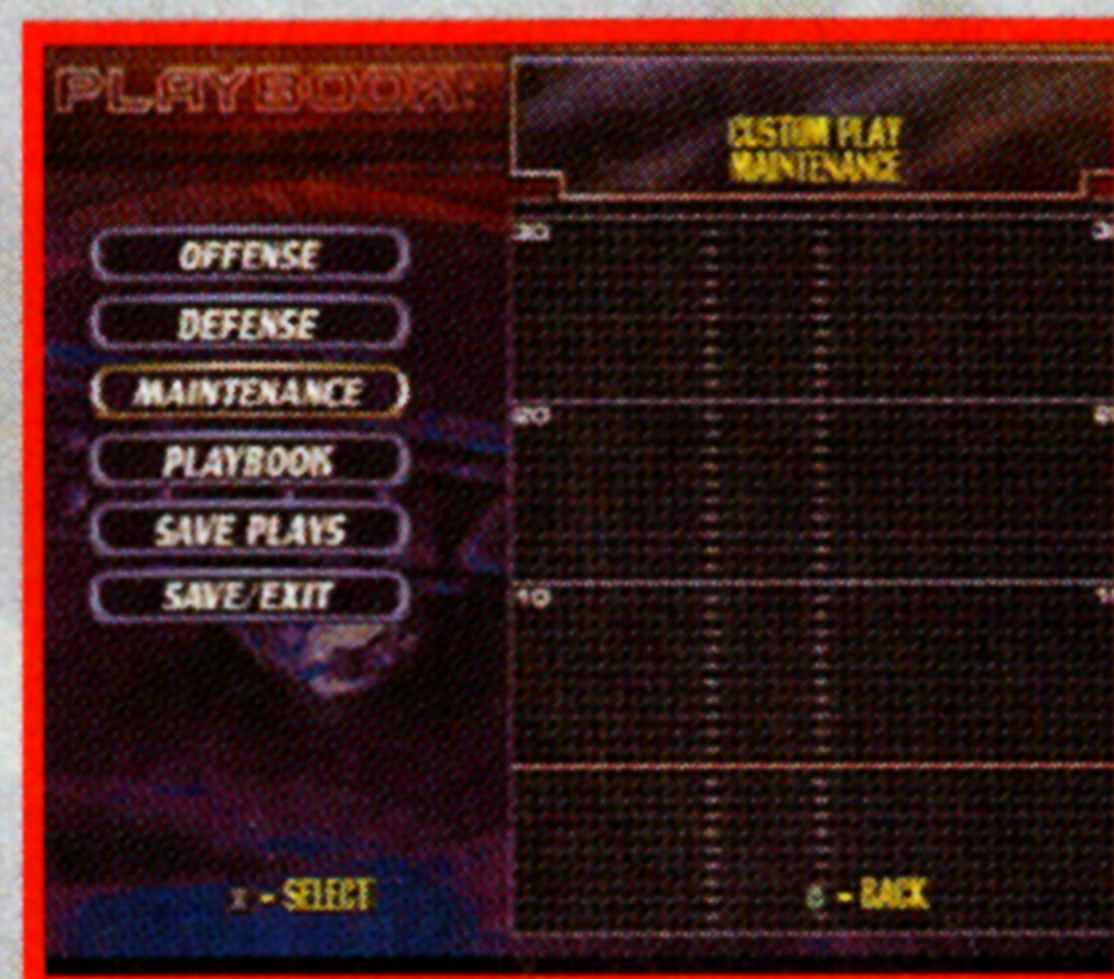 PLAYBOOK:
CUSTOM PLAY
MAINTENANCE
OFFENSE
DEFENSE
MAINTENANCE
PLAYBOOK
SAVE PLAYS
SAVE/EXIT
30
20
10
X - SELECT
- BACK